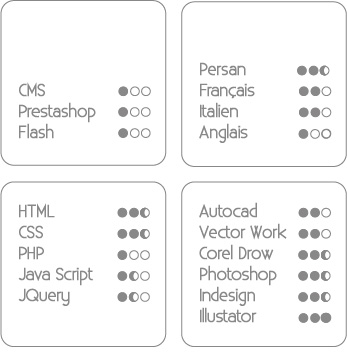 CMS
Prestashop
Flash
Persan
Français
Italien
Anglais
HTML
CSS
PHP
Java Script
JQuery
Autocad
Vector Work
Corel Drow
Photoshop
Indesign
Illustator